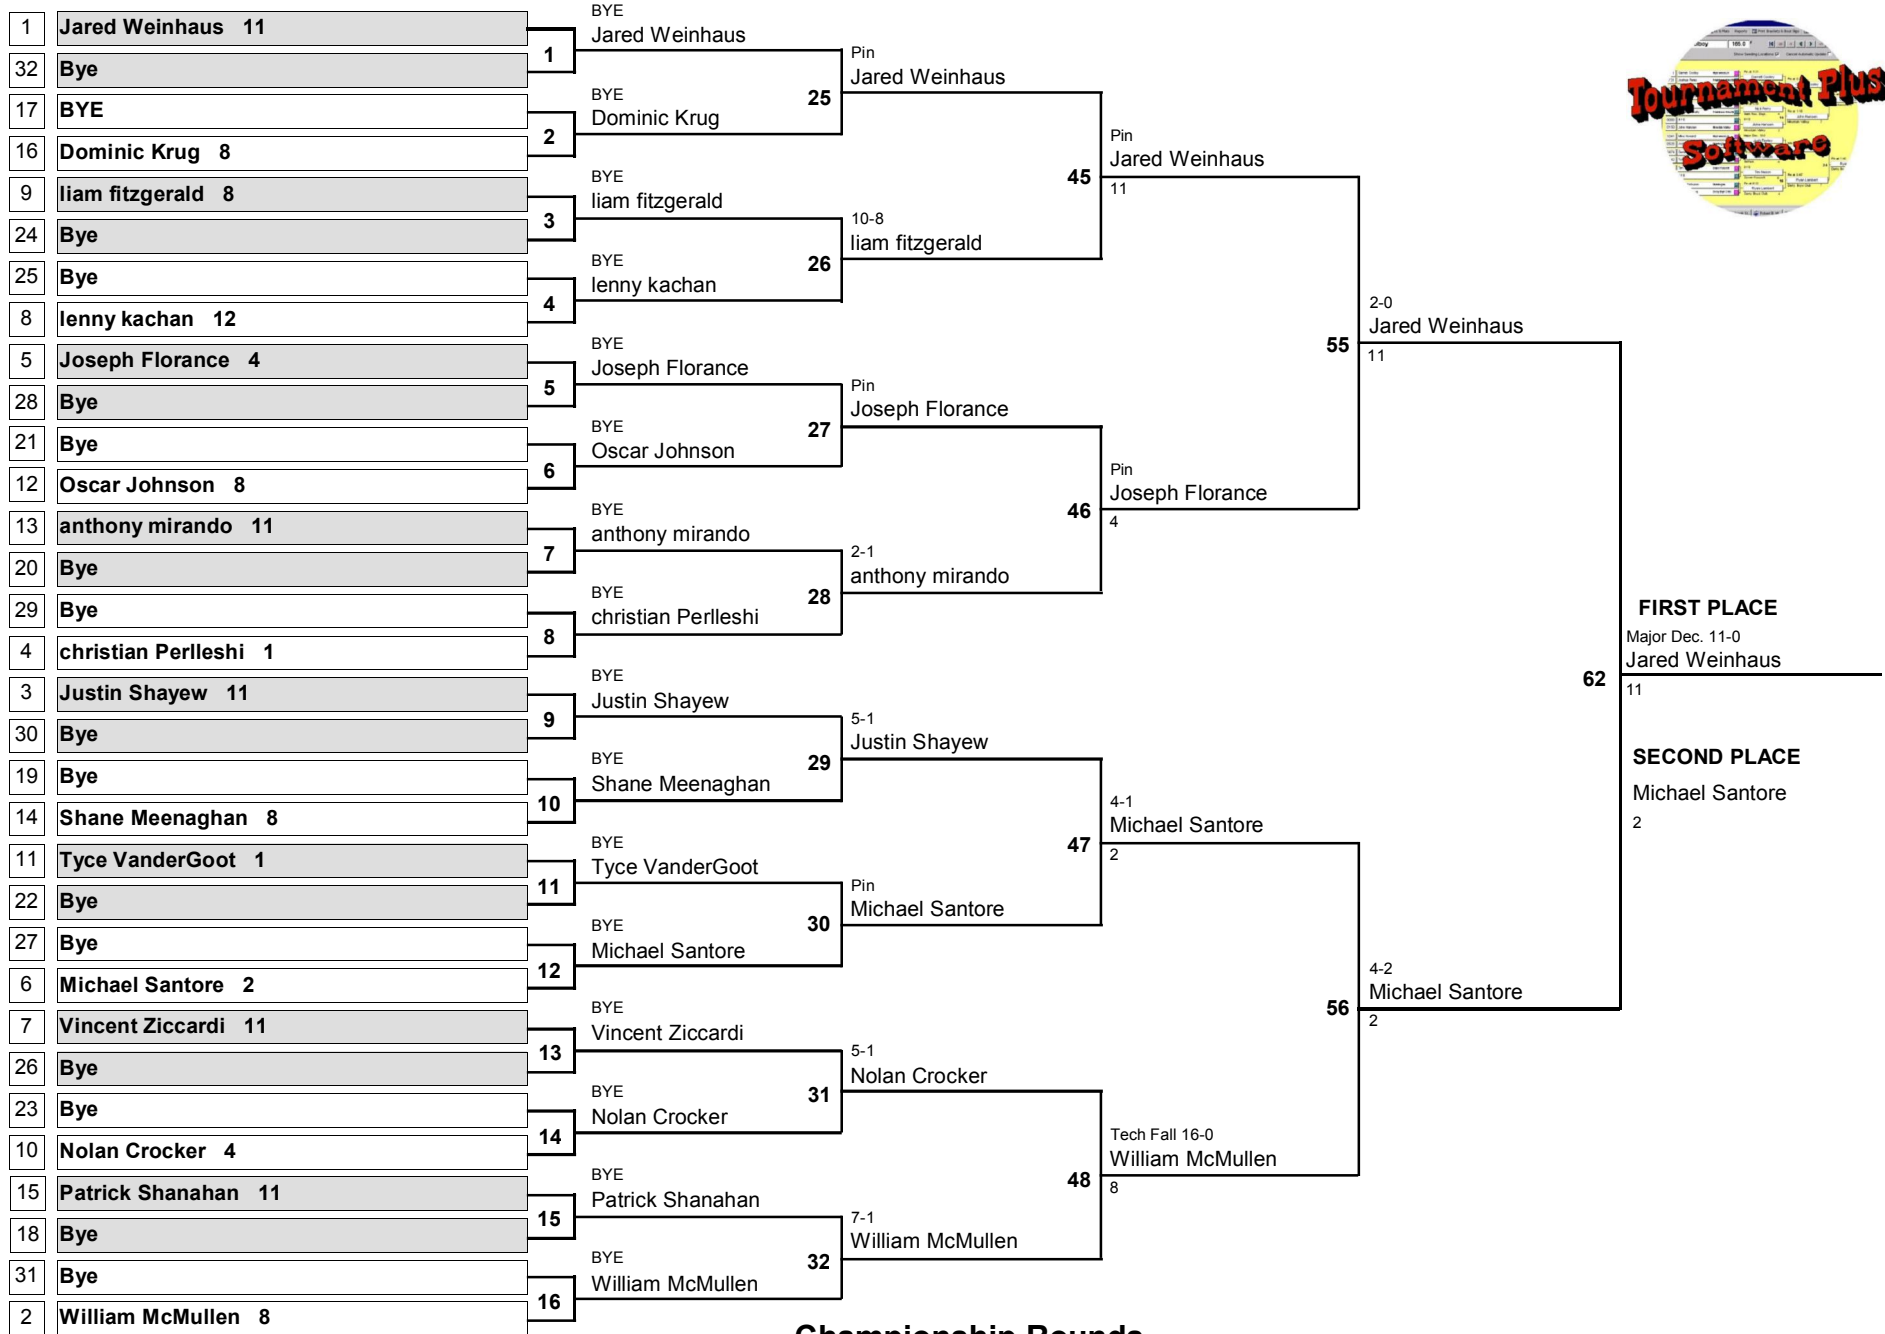 1 Jared Weinhaus 11
32 Bye
17 BYE
16 Dominic Krug 8
9 liam fitzgerald 8
24 Bye
25 Bye
8 lenny kachan 12
5 Joseph Florance 4
28 Bye
21 Bye
12 Oscar Johnson 8
13 anthony mirando 11
20 Bye
29 Bye
4 christian Perlleshi 1
3 Justin Shayew 11
30 Bye
19 Bye
14 Shane Meenaghan 8
11 Tyce VanderGoot 1
22 Bye
27 Bye
6 Michael Santore 2
7 Vincent Ziccardi 11
26 Bye
23 Bye
10 Nolan Crocker 4
15 Patrick Shanahan 11
18 Bye
31 Bye
2 William McMullen 8
1
2
3
4
5
6
7
8
9
10
11
12
13
14
15
16
BYE
Jared Weinhaus
BYE
Dominic Krug
BYE
liam fitzgerald
BYE
lenny kachan
BYE
Joseph Florance
BYE
Oscar Johnson
BYE
anthony mirando
BYE
christian Perlleshi
BYE
Justin Shayew
BYE
Shane Meenaghan
BYE
Tyce VanderGoot
BYE
Michael Santore
BYE
Vincent Ziccardi
BYE
Nolan Crocker
BYE
Patrick Shanahan
BYE
William McMullen
25
26
27
28
29
30
31
32
Pin
Jared Weinhaus
10-8
liam fitzgerald
Pin
Joseph Florance
2-1
anthony mirando
5-1
Justin Shayew
Pin
Michael Santore
5-1
Nolan Crocker
7-1
William McMullen
45
46
47
48
Pin
Jared Weinhaus
11
Pin
Joseph Florance
4
4-1
Michael Santore
2
Tech Fall 16-0
William McMullen
8
55
56
2-0
Jared Weinhaus
11
4-2
Michael Santore
2
62
FIRST PLACE
Major Dec. 11-0
Jared Weinhaus
11
SECOND PLACE
Michael Santore
2
Tournament Plus
Software
Championship Rounds